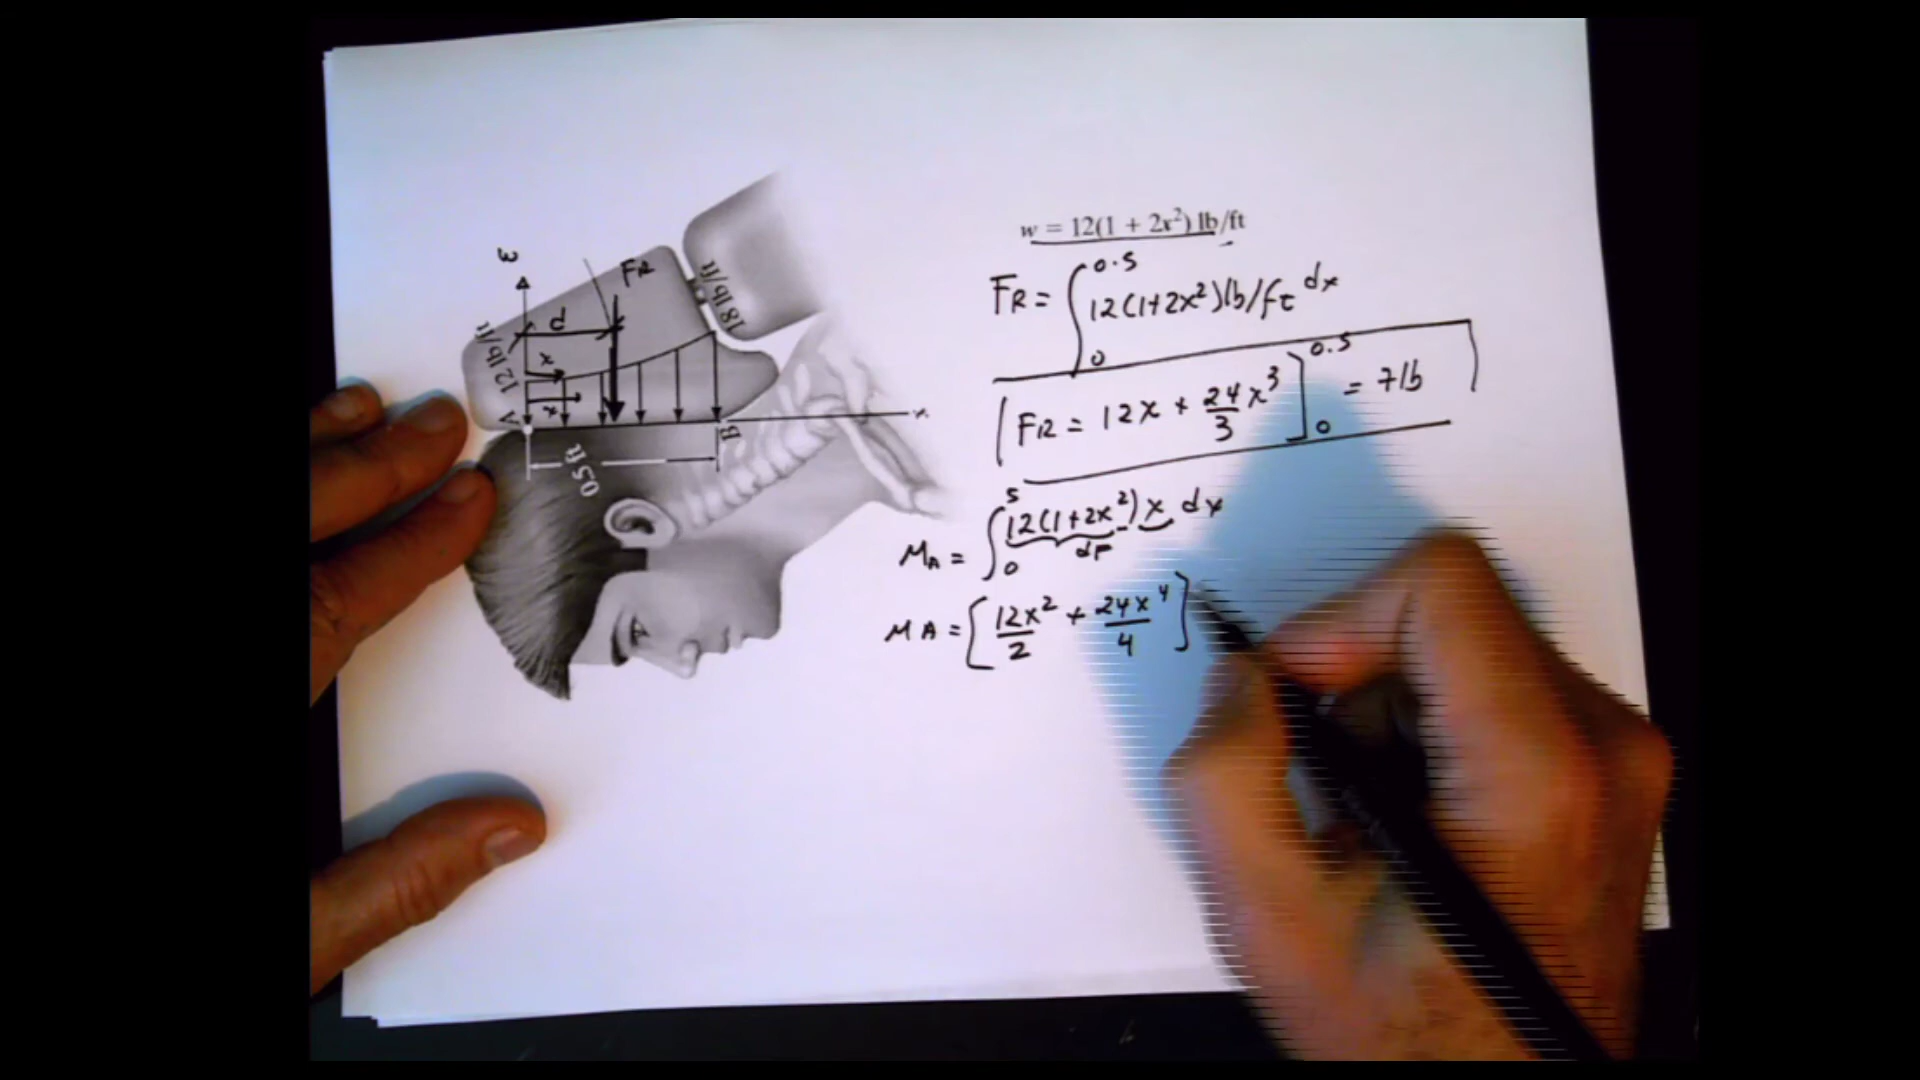 w = 12(1 + 2x²) lb/ft
FR = ∫₀^0.5 12(1+2x²)lb/ft dx
FR = 12x + 24/3 x³ ]₀^0.5 = 7lb
MA = ∫₀^5 12(1+2x²) x dx
dF
MA = [12x²/2 + 24x⁴/4]
ω
FR
18 lb/ft
d
12 lb/ft
x
x
A
B
x
0.5 ft